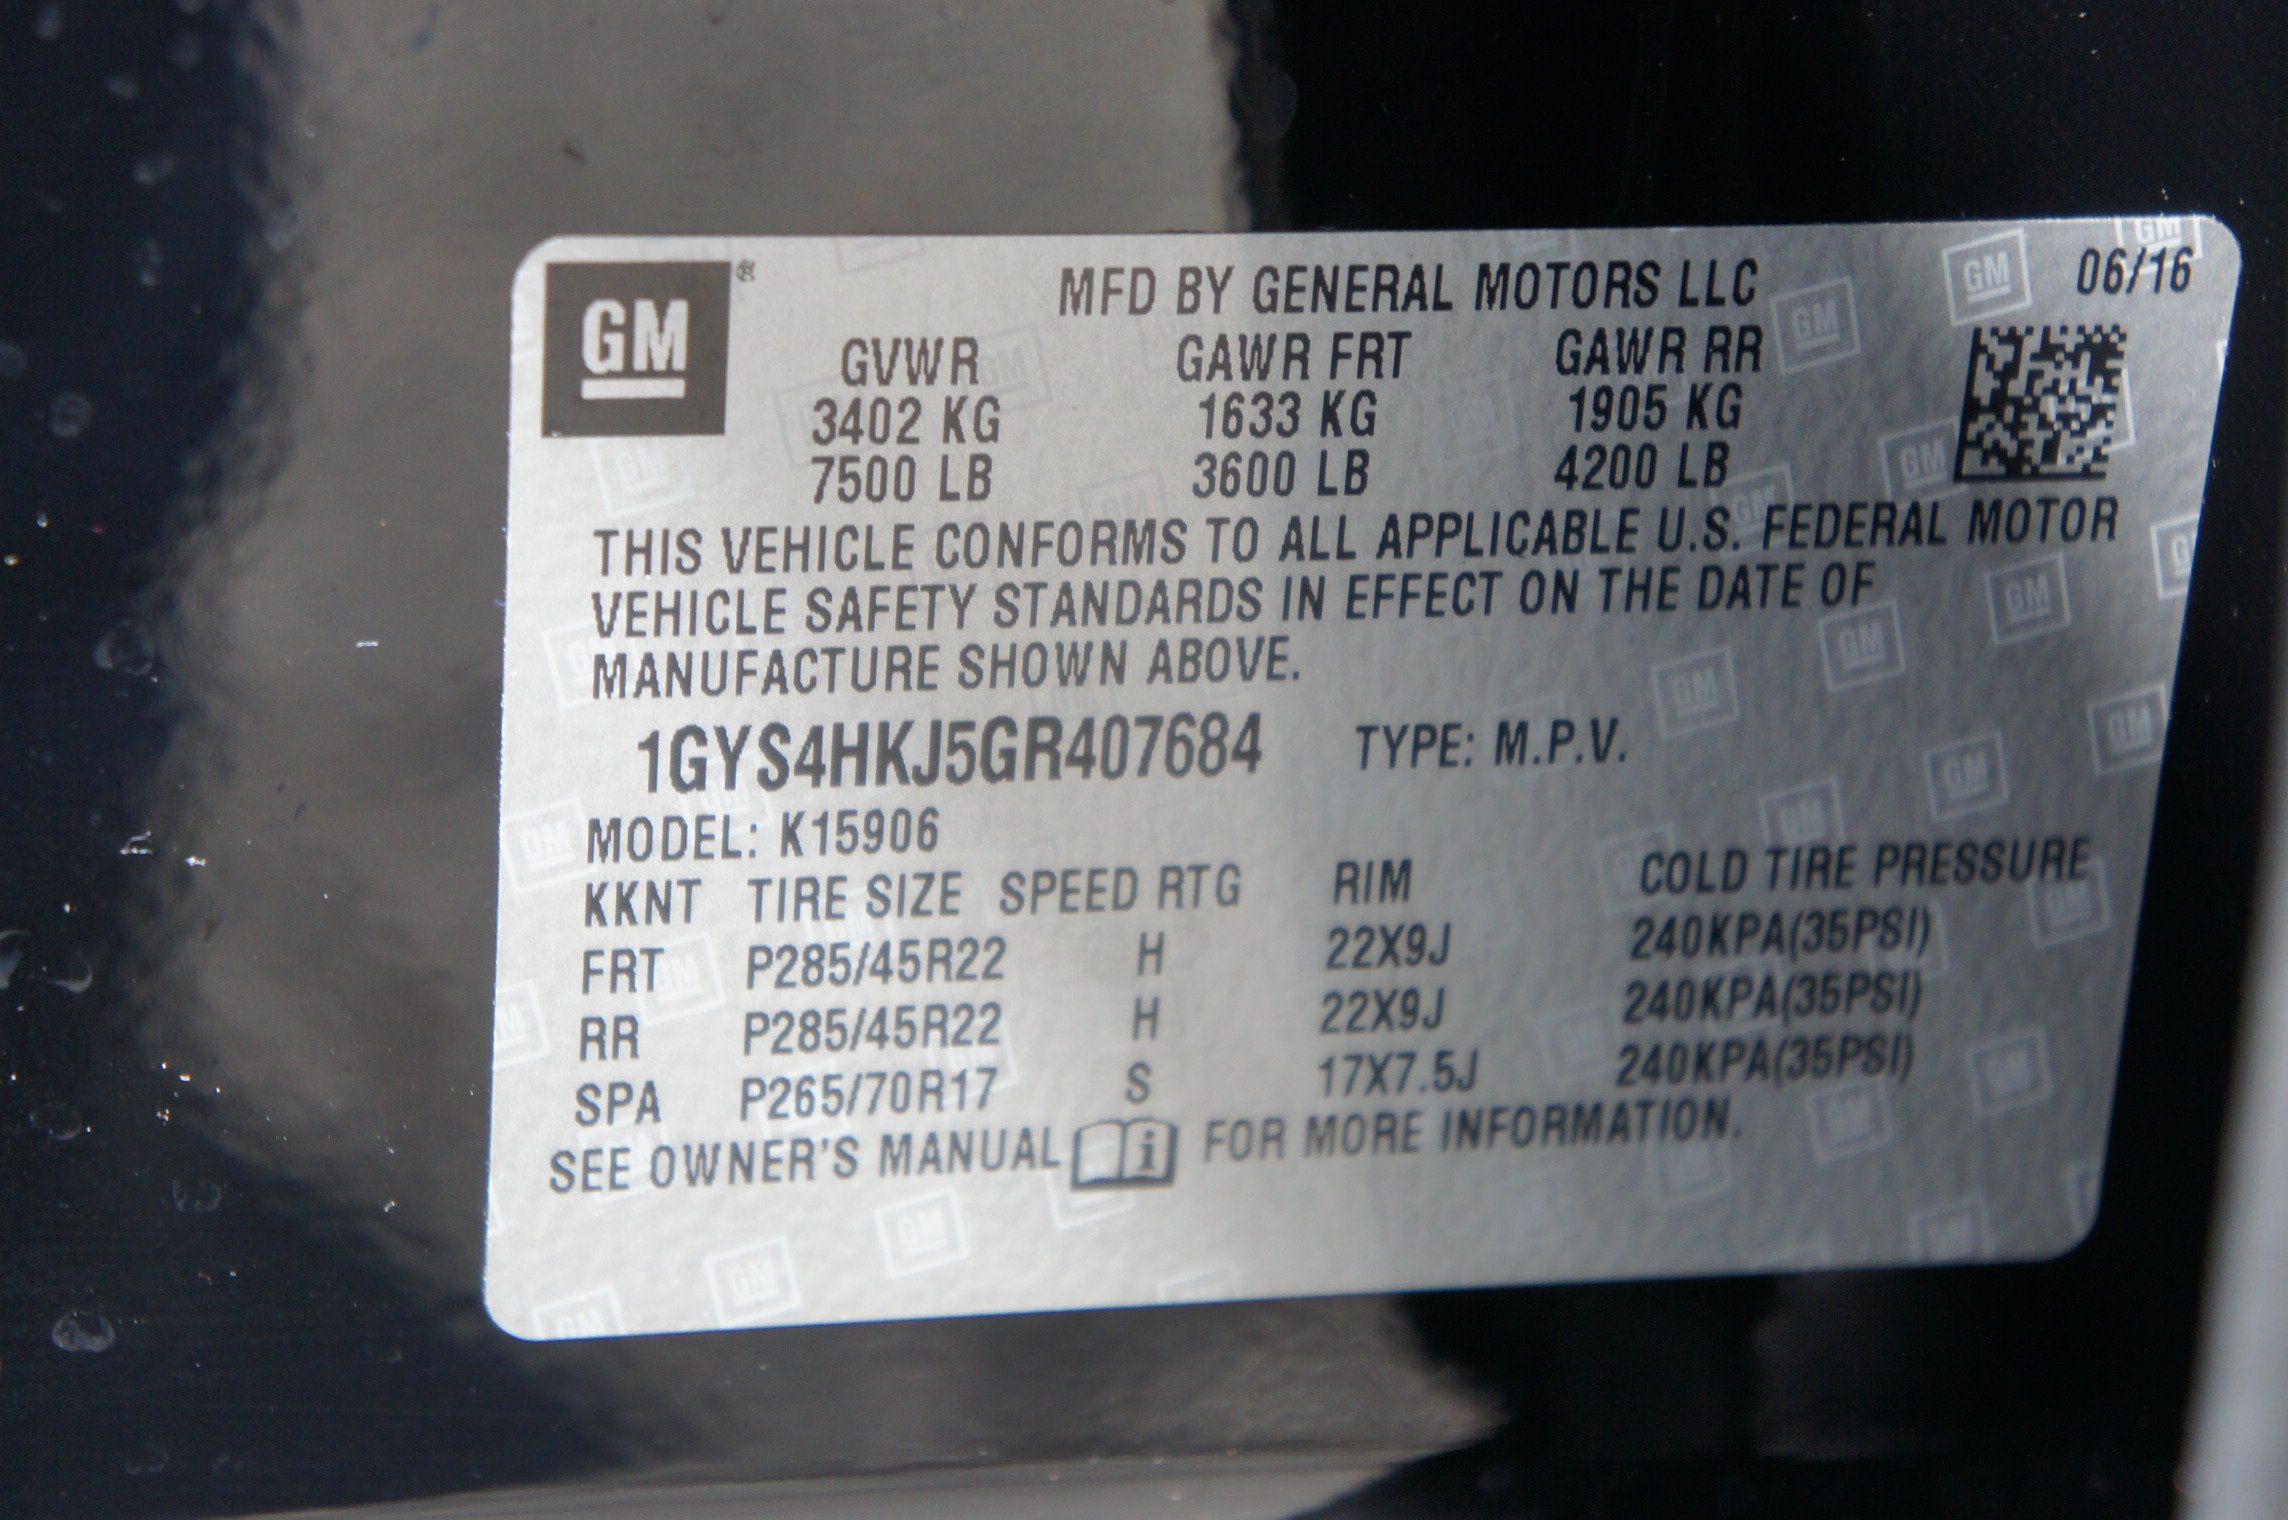 GM ® MFD BY GENERAL MOTORS LLC 06/16
GVWR GAWR FRT GAWR RR
3402 KG 1633 KG 1905 KG
7500 LB 3600 LB 4200 LB
THIS VEHICLE CONFORMS TO ALL APPLICABLE U.S. FEDERAL MOTOR
VEHICLE SAFETY STANDARDS IN EFFECT ON THE DATE OF
MANUFACTURE SHOWN ABOVE.
1GYS4HKJ5GR407684 TYPE: M.P.V.
MODEL: K15906
KKNT TIRE SIZE SPEED RTG RIM COLD TIRE PRESSURE
FRT P285/45R22 H 22X9J 240KPA(35PSI)
RR P285/45R22 H 22X9J 240KPA(35PSI)
SPA P265/70R17 S 17X7.5J 240KPA(35PSI)
SEE OWNER'S MANUAL i FOR MORE INFORMATION.